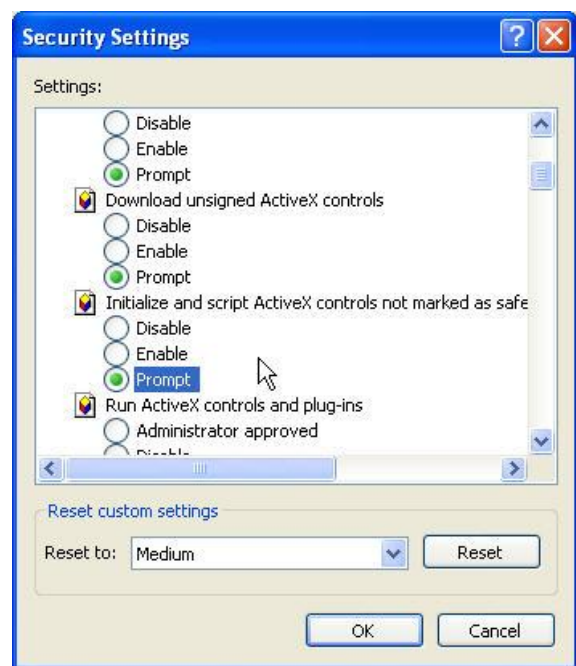 Security Settings
Settings:
Disable
Enable
Prompt
Download unsigned ActiveX controls
Disable
Enable
Prompt
Initialize and script ActiveX controls not marked as safe
Disable
Enable
Prompt
Run ActiveX controls and plug-ins
Administrator approved
Disable
Reset custom settings
Reset to: Medium Reset
OK Cancel